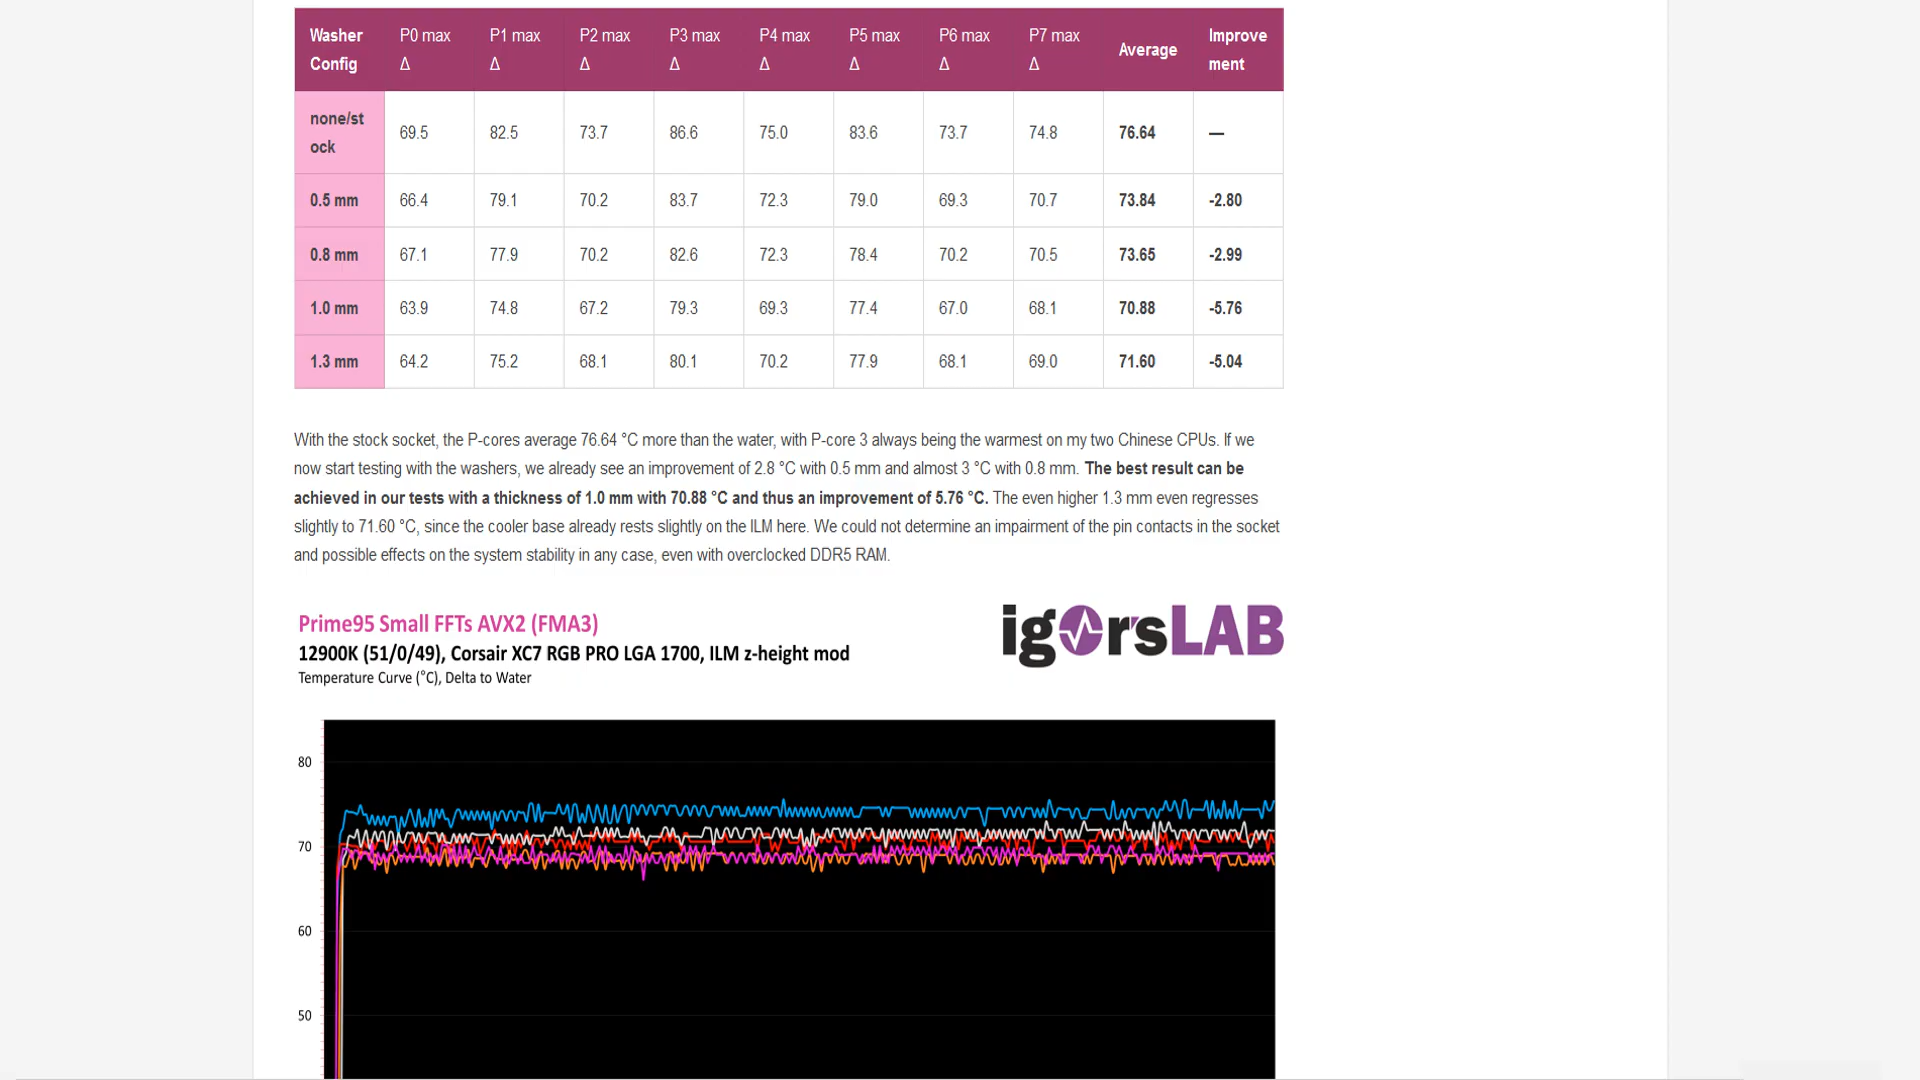 Washer Config P0 max Δ P1 max Δ P2 max Δ P3 max Δ P4 max Δ P5 max Δ P6 max Δ P7 max Δ Average Improve ment
none/st ock 69.5 82.5 73.7 86.6 75.0 83.6 73.7 74.8 76.64 —
0.5 mm 66.4 79.1 70.2 83.7 72.3 79.0 69.3 70.7 73.84 -2.80
0.8 mm 67.1 77.9 70.2 82.6 72.3 78.4 70.2 70.5 73.65 -2.99
1.0 mm 63.9 74.8 67.2 79.3 69.3 77.4 67.0 68.1 70.88 -5.76
1.3 mm 64.2 75.2 68.1 80.1 70.2 77.9 68.1 69.0 71.60 -5.04
With the stock socket, the P-cores average 76.64 °C more than the water, with P-core 3 always being the warmest on my two Chinese CPUs. If we
now start testing with the washers, we already see an improvement of 2.8 °C with 0.5 mm and almost 3 °C with 0.8 mm. The best result can be
achieved in our tests with a thickness of 1.0 mm with 70.88 °C and thus an improvement of 5.76 °C. The even higher 1.3 mm even regresses
slightly to 71.60 °C, since the cooler base already rests slightly on the ILM here. We could not determine an impairment of the pin contacts in the socket
and possible effects on the system stability in any case, even with overclocked DDR5 RAM.
Prime95 Small FFTs AVX2 (FMA3)
12900K (51/0/49), Corsair XC7 RGB PRO LGA 1700, ILM z-height mod
Temperature Curve (°C), Delta to Water
igorsLAB
80
70
60
50